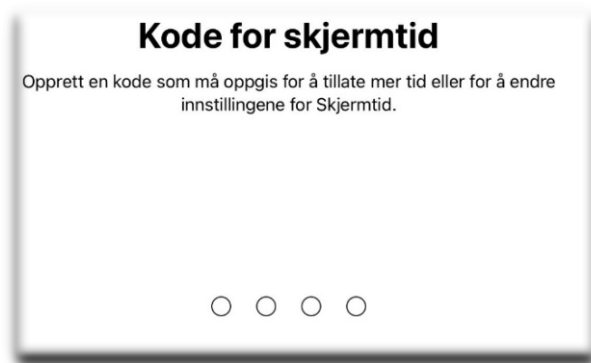 Kode for skjermtid
Opprett en kode som må oppgis for å tillate mer tid eller for å endre
innstillingene for Skjermtid.